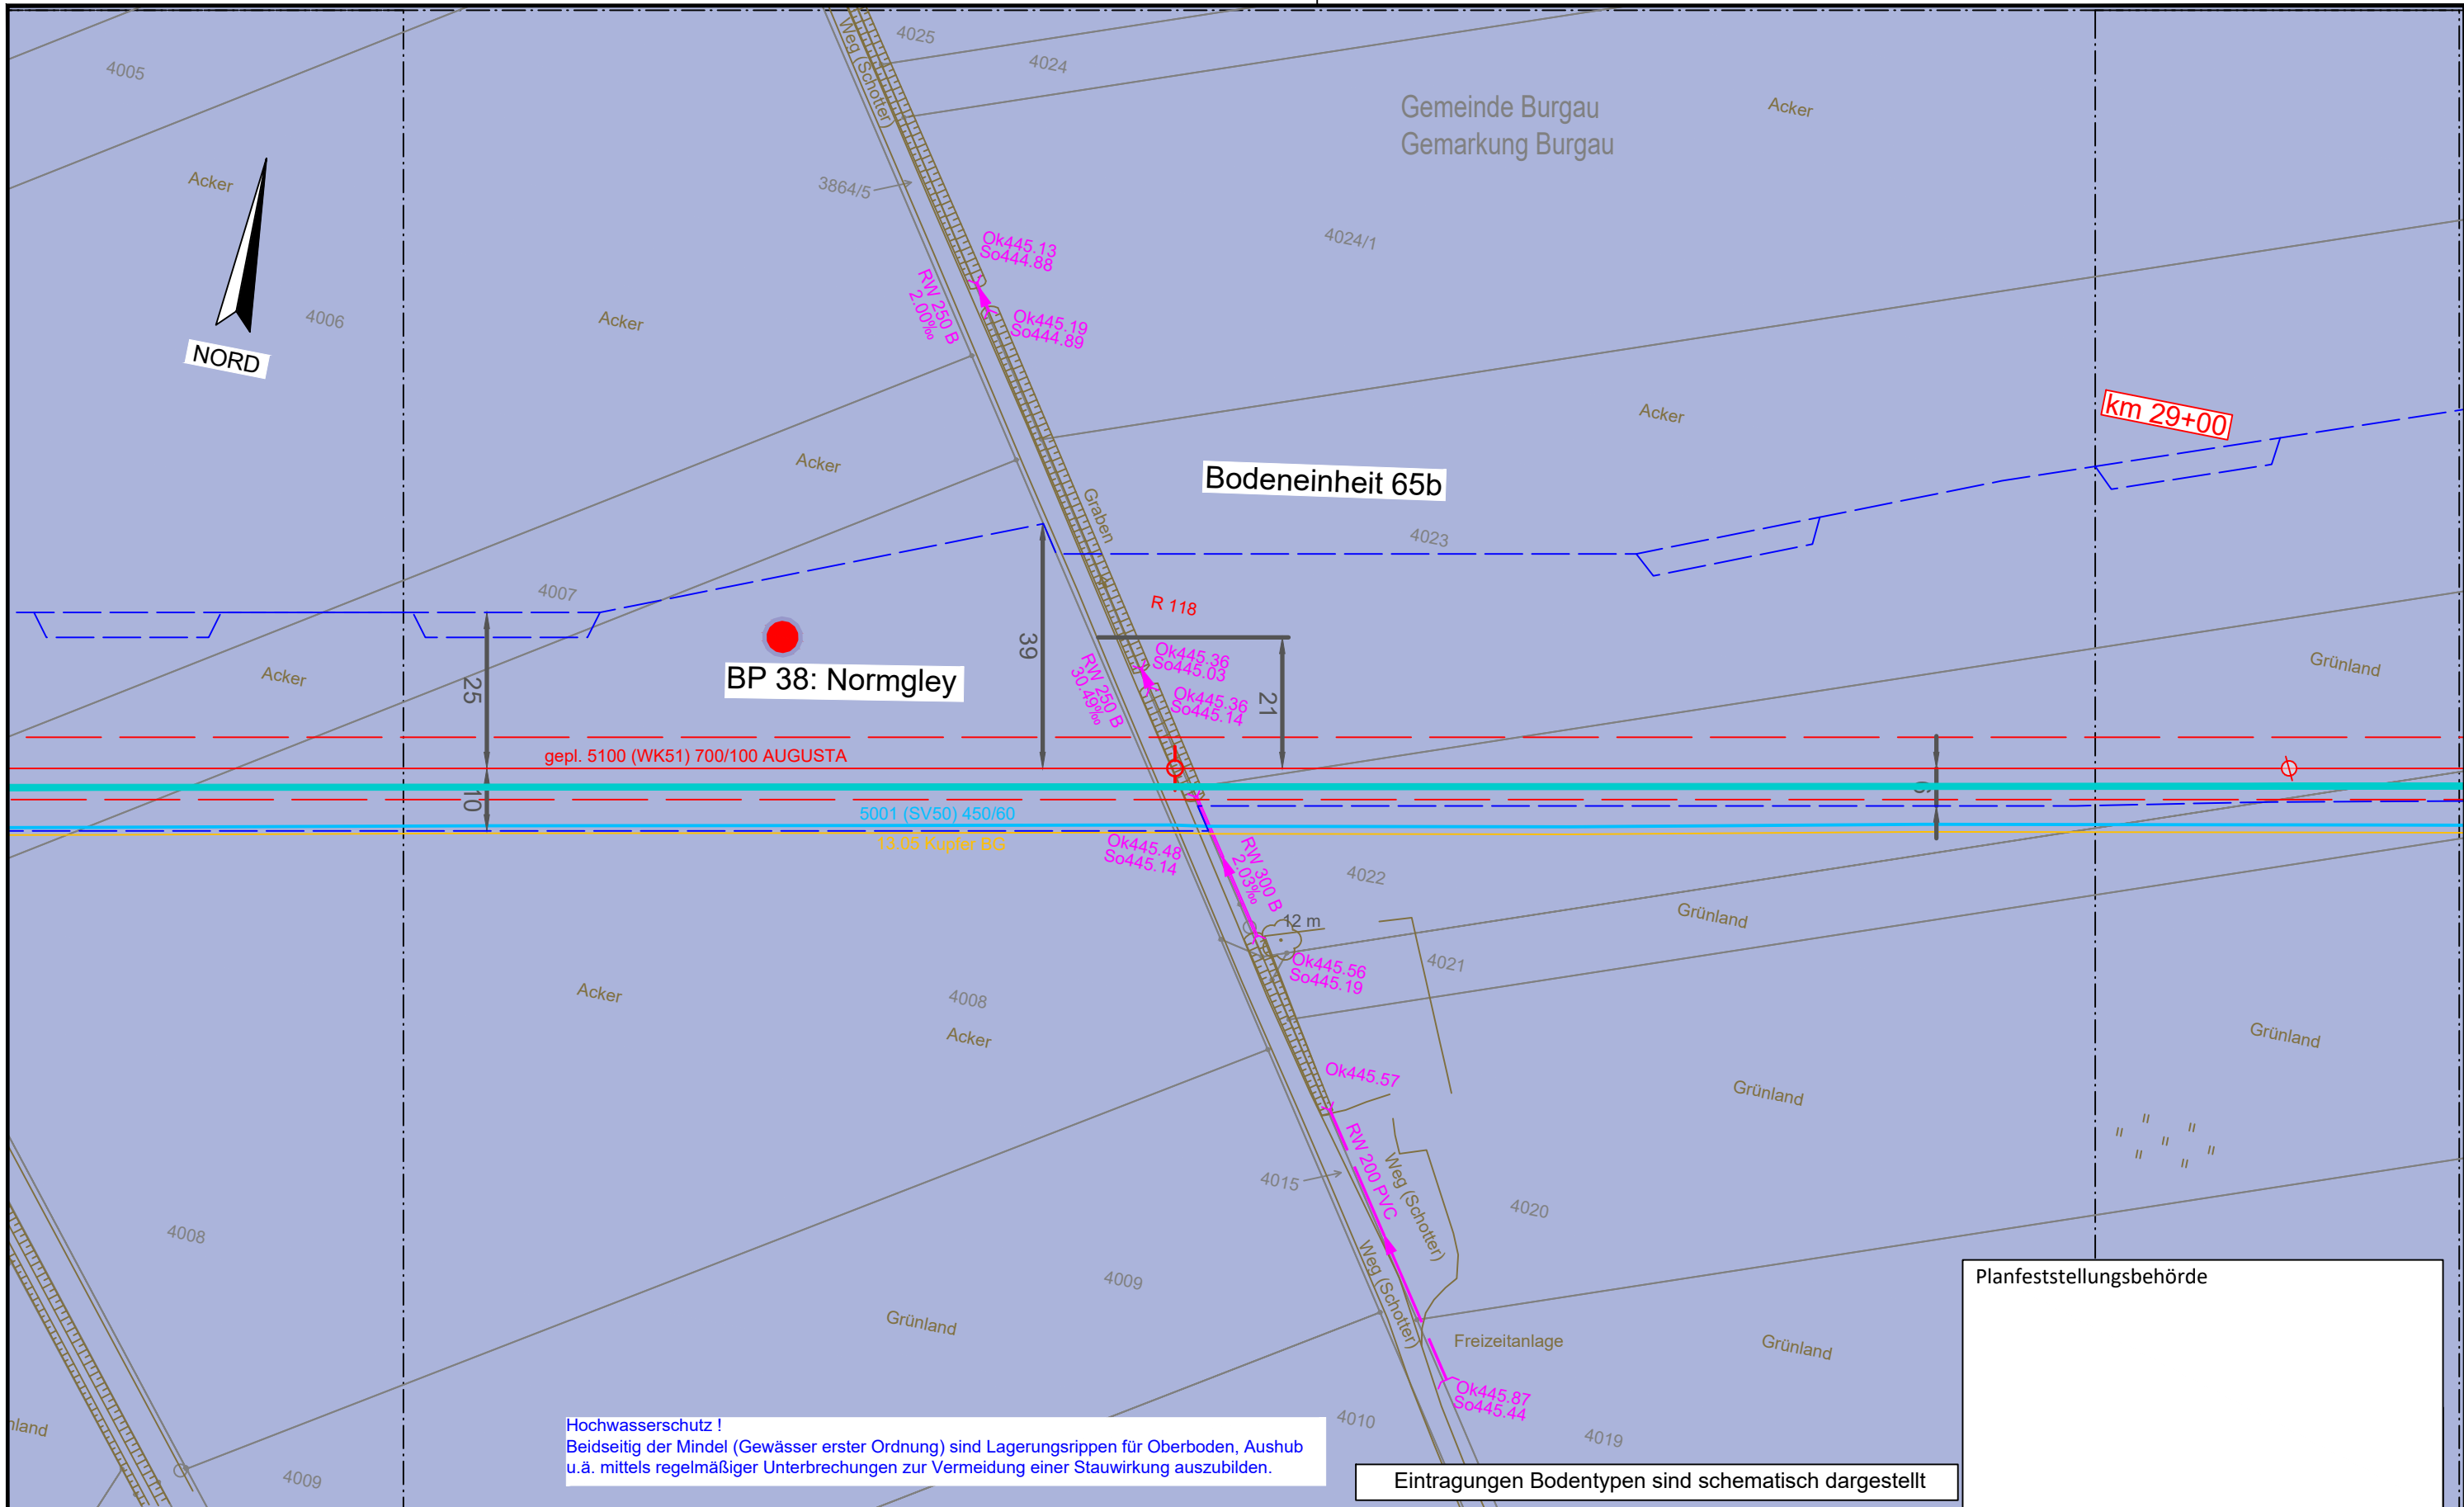 4005
Weg (Schotter)
4025
4024
Gemeinde Burgau
Gemarkung Burgau
Acker
Acker
3864/5
4024/1
Ok445.13
So444.88
RW 250 B
2.00‰
Ok445.19
So444.89
4006
Acker
NORD
Acker
km 29+00
Acker
Bodeneinheit 65b
Graben
4023
4007
R 118
39
BP 38: Normgley
Acker
25
RW 250 B
30.49‰
Ok445.36
So445.03
Ok445.36
So445.14
21
Grünland
gepl. 5100 (WK51) 700/100 AUGUSTA
10
5001 (SV50) 450/60
13.05 Kupfer BG
Ok445.48
So445.14
RW 300 B
2.03‰
4022
12 m
Grünland
Ok445.56
So445.19
4021
Acker
4008
Acker
Grünland
Ok445.57
Grünland
RW 200 PVC
Weg (Schotter)
4015
4020
4008
Weg (Schotter)
4009
Grünland
Freizeitanlage
Grünland
Planfeststellungsbehörde
Ok445.87
So445.44
4010
4019
nland
4009
Hochwasserschutz !
Beidseitig der Mindel (Gewässer erster Ordnung) sind Lagerungsrippen für Oberboden, Aushub
u.ä. mittels regelmäßiger Unterbrechungen zur Vermeidung einer Stauwirkung auszubilden.
Eintragungen Bodentypen sind schematisch dargestellt